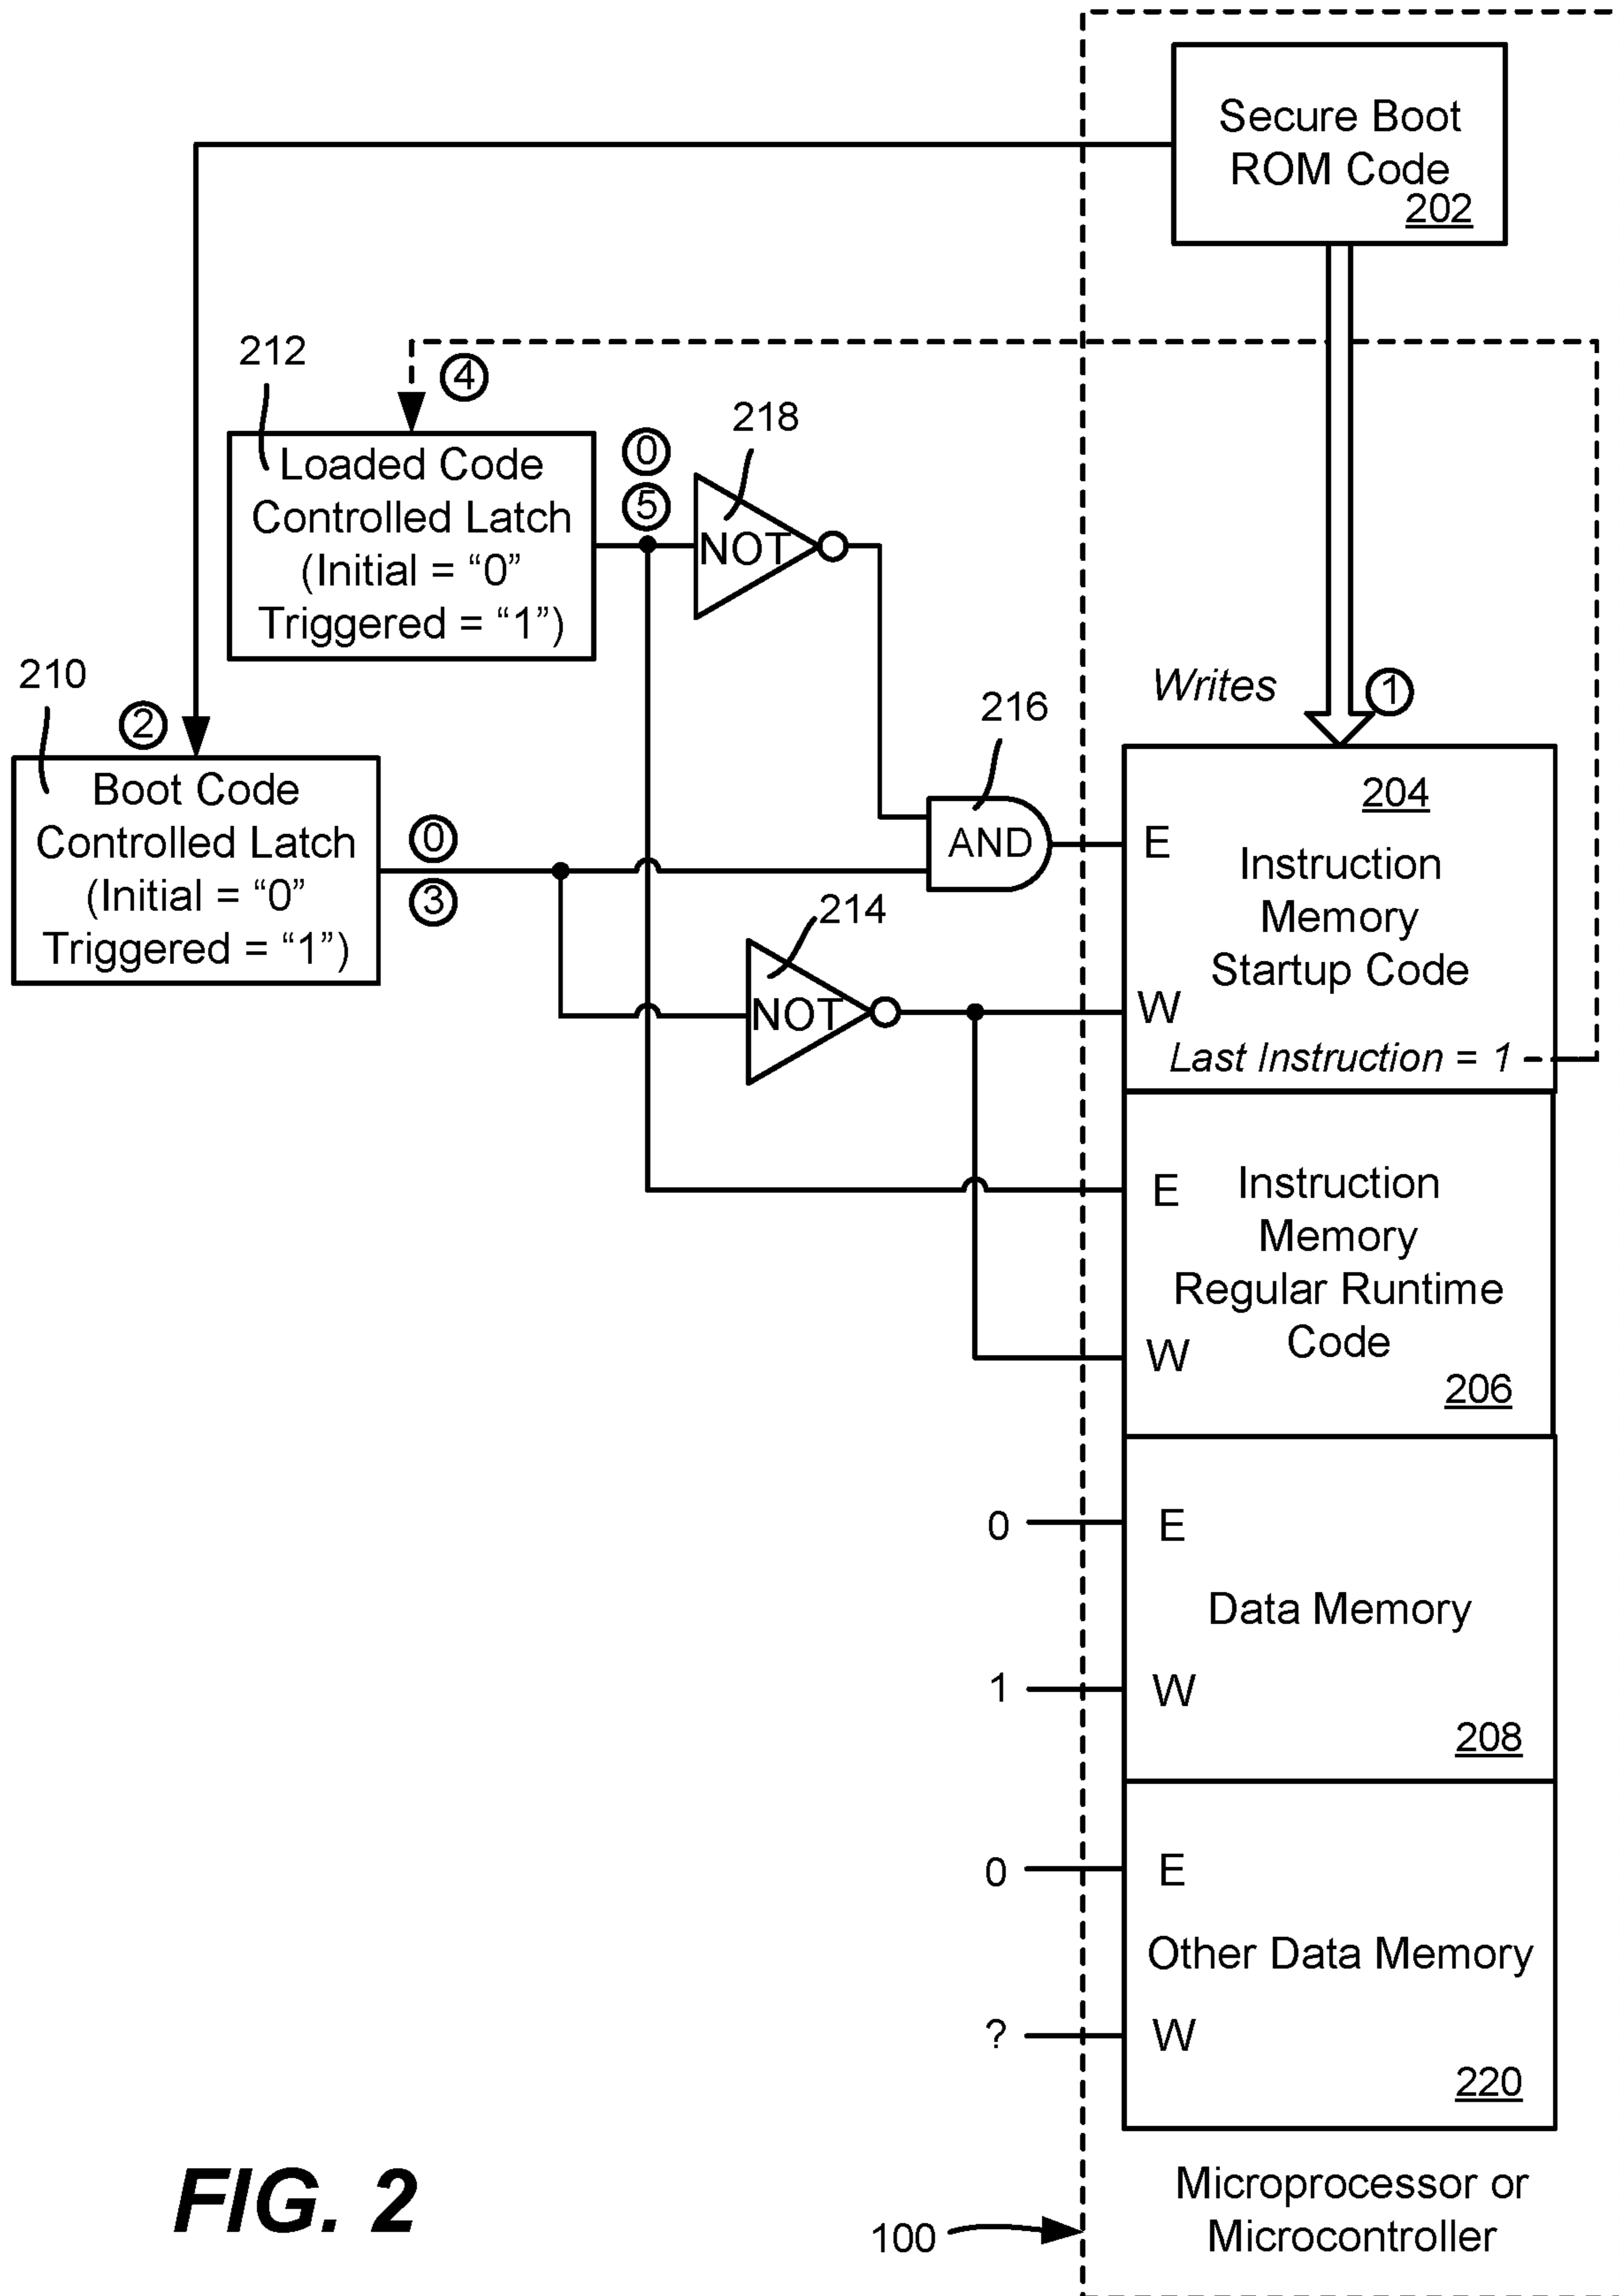 Secure Boot
ROM Code
202
212
④
Loaded Code
Controlled Latch
(Initial = “0”
Triggered = “1”)
⓪
⑤
218
NOT
210
②
Boot Code
Controlled Latch
(Initial = “0”
Triggered = “1”)
⓪
③
216
AND
214
NOT
Writes
①
204
E
Instruction
Memory
Startup Code
W
Last Instruction = 1
E
Instruction
Memory
Regular Runtime
Code
W
206
0
E
Data Memory
1
W
208
0
E
Other Data Memory
?
W
220
Microprocessor or
Microcontroller
100
FIG. 2